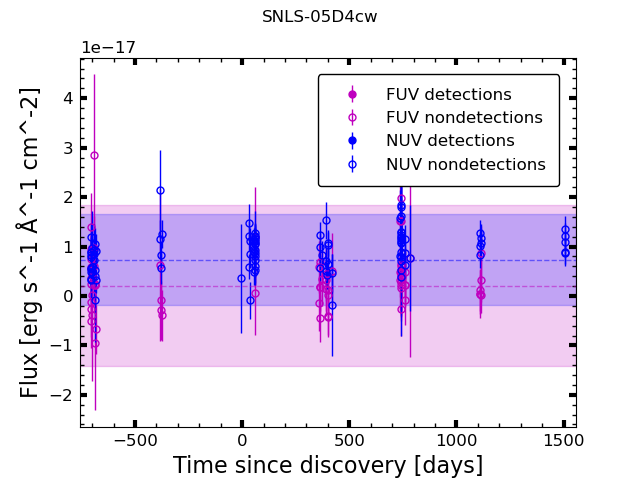 SNLS-05D4cw
1e−17
FUV detections
FUV nondetections
NUV detections
NUV nondetections
4
3
2
1
0
−1
−2
Flux [erg s^-1 Å^-1 cm^-2]
−500 0 500 1000 1500
Time since discovery [days]